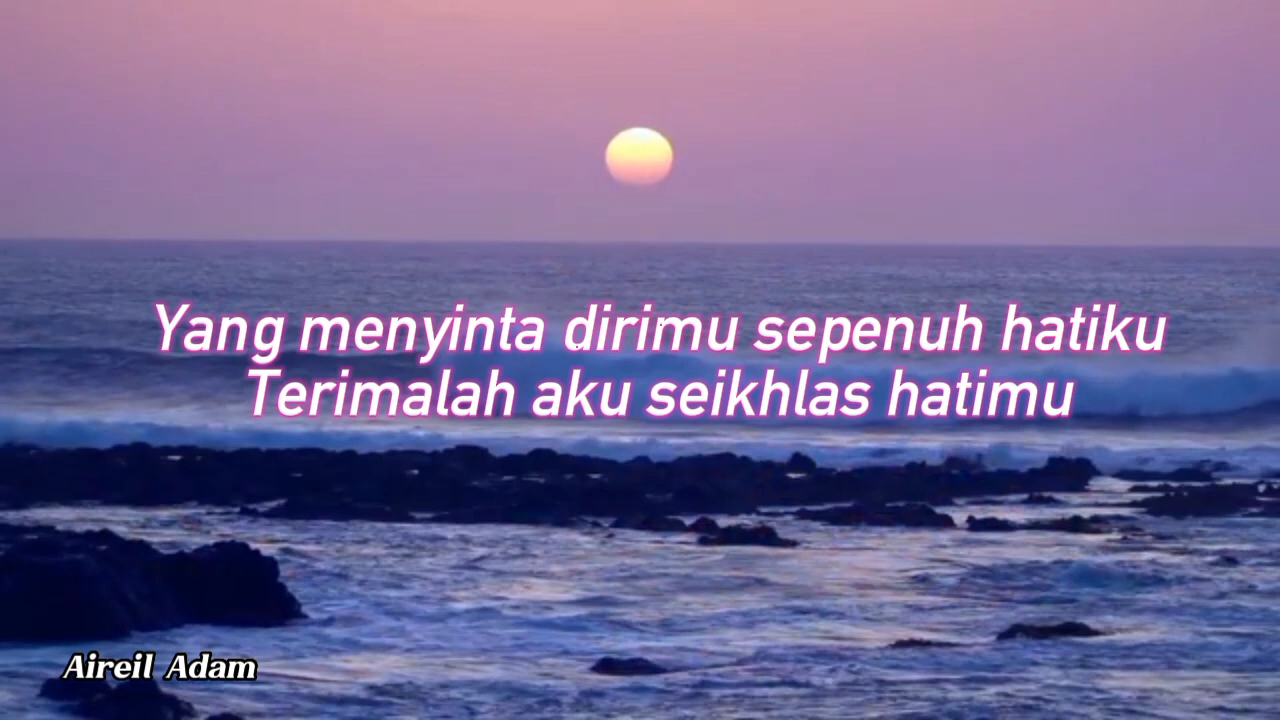 Yang menyinta dirimu sepenuh hatiku
Terimalah aku seikhlas hatimu
Aireil Adam